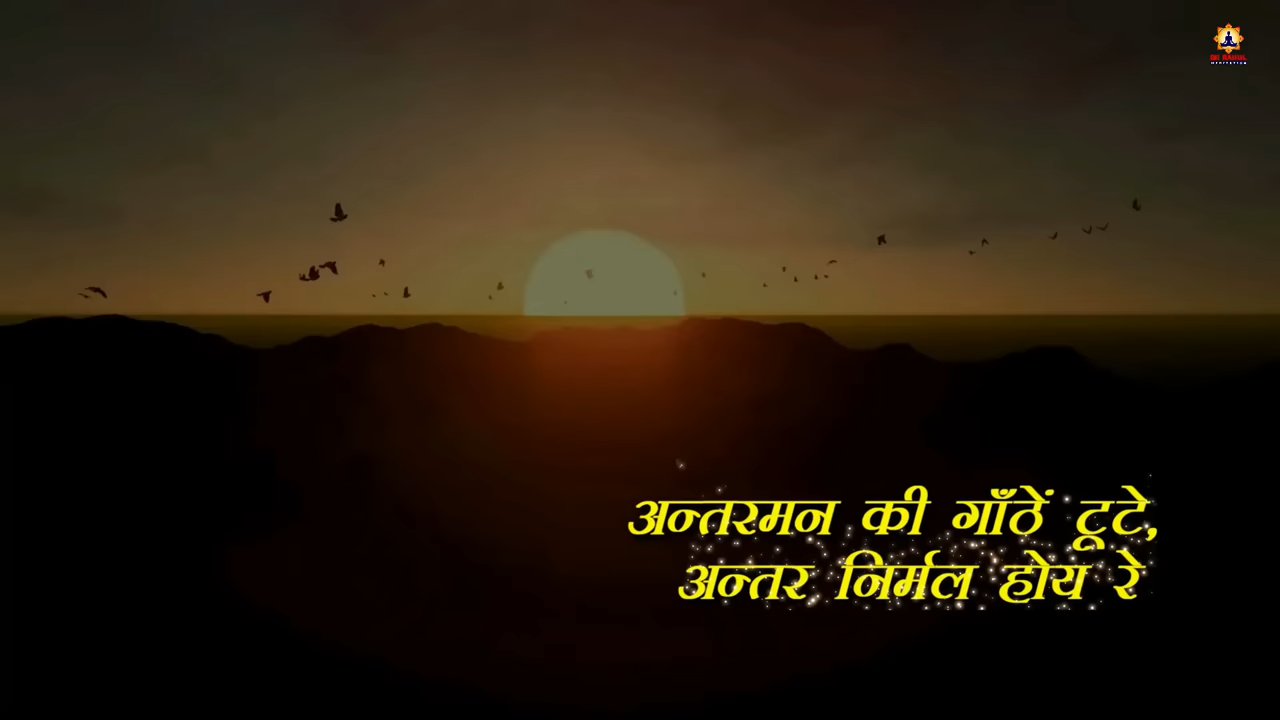 अन्तरमन की गाँठें टूटे,
अन्तर निर्मल होय रे